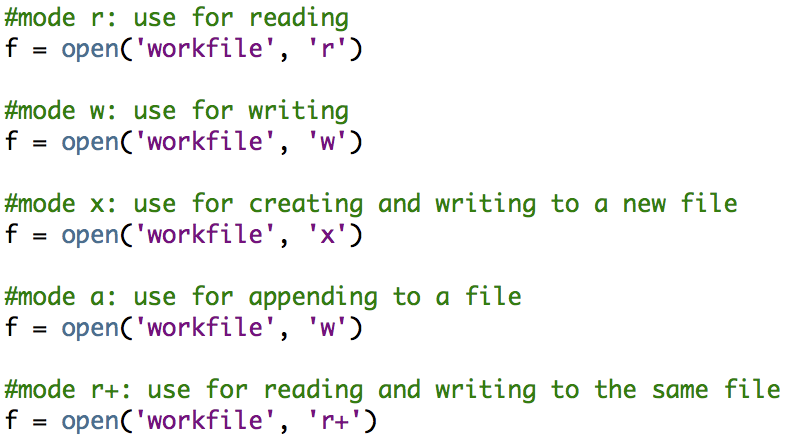 #mode r: use for reading
f = open('workfile', 'r')
#mode w: use for writing
f = open('workfile', 'w')
#mode x: use for creating and writing to a new file
f = open('workfile', 'x')
#mode a: use for appending to a file
f = open('workfile', 'w')
#mode r+: use for reading and writing to the same file
f = open('workfile', 'r+')